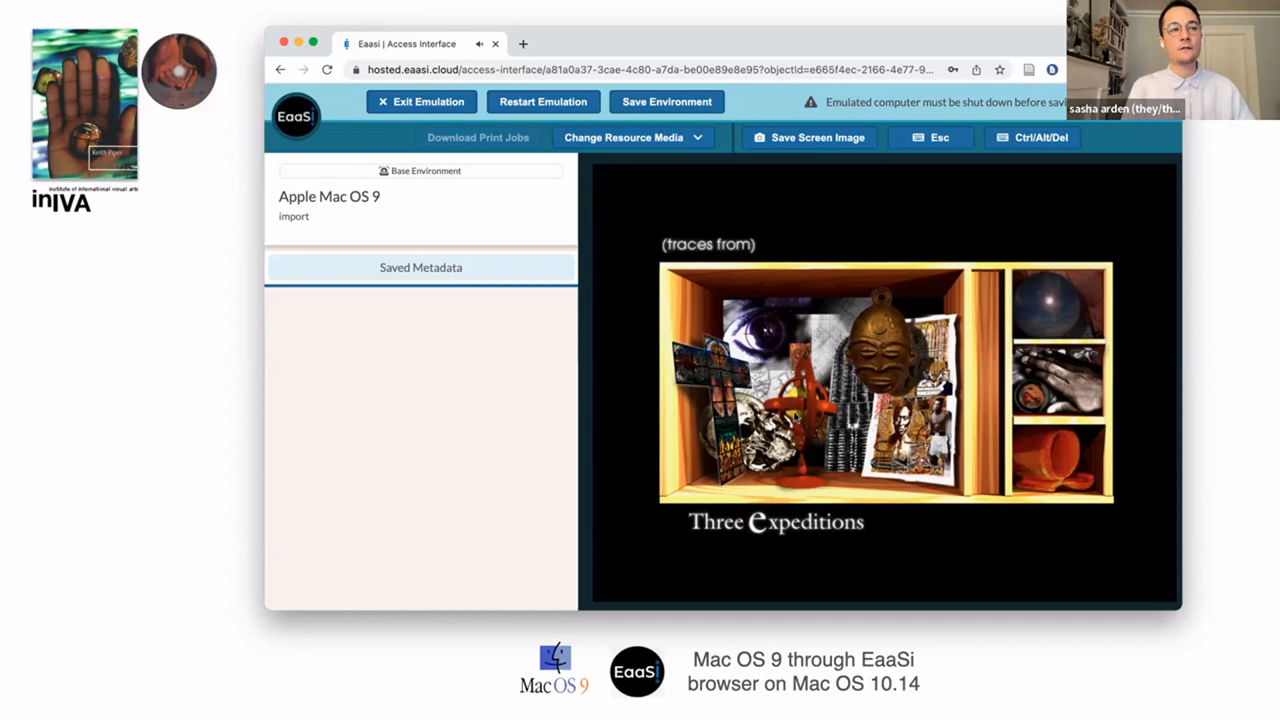 Keith Piper
institute of international visual arts
inIVA
Eaasi | Access Interface
hosted.eaasi.cloud/access-interface/a81a0a37-3cae-4c80-a7da-be00e89e8e95?objectId=e665f4ec-2166-4e77-9...
EaaSi
Exit Emulation
Restart Emulation
Save Environment
Emulated computer must be shut down before savi
sasha arden (they/th...
Download Print Jobs
Change Resource Media
Save Screen Image
Esc
Ctrl/Alt/Del
Base Environment
Apple Mac OS 9
import
Saved Metadata
(traces from)
Three expeditions
Mac OS 9
EaaSi
Mac OS 9 through EaaSi
browser on Mac OS 10.14